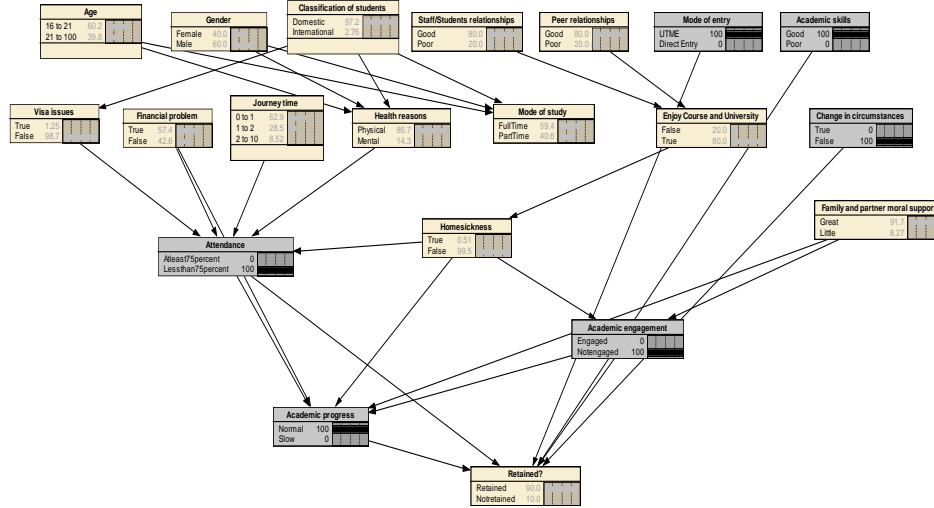 Age
16 to 21 60.2
21 to 100 39.8
Gender
Female 40.0
Male 60.0
Classification of students
Domestic 97.2
International 2.76
Staff/Students relationships
Good 80.0
Poor 20.0
Peer relationships
Good 80.0
Poor 20.0
Mode of entry
UTME 100
Direct Entry 0
Academic skills
Good 100
Poor 0
Visa issues
True 1.25
False 98.7
Financial problem
True 57.4
False 42.6
Journey time
0 to 1 62.9
1 to 2 28.5
2 to 10 8.52
Health reasons
Physical 85.7
Mental 14.3
Mode of study
FullTime 59.4
PartTime 40.6
Enjoy Course and University
False 20.0
True 80.0
Change in circumstances
True 0
False 100
Family and partner moral suppor
Great 91.7
Little 8.27
Homesickness
True 0.51
False 99.5
Attendance
Atleast75percent 0
Lessthan75percent 100
Academic engagement
Engaged 0
Notengaged 100
Academic progress
Normal 100
Slow 0
Retained?
Retained 90.0
Notretained 10.0